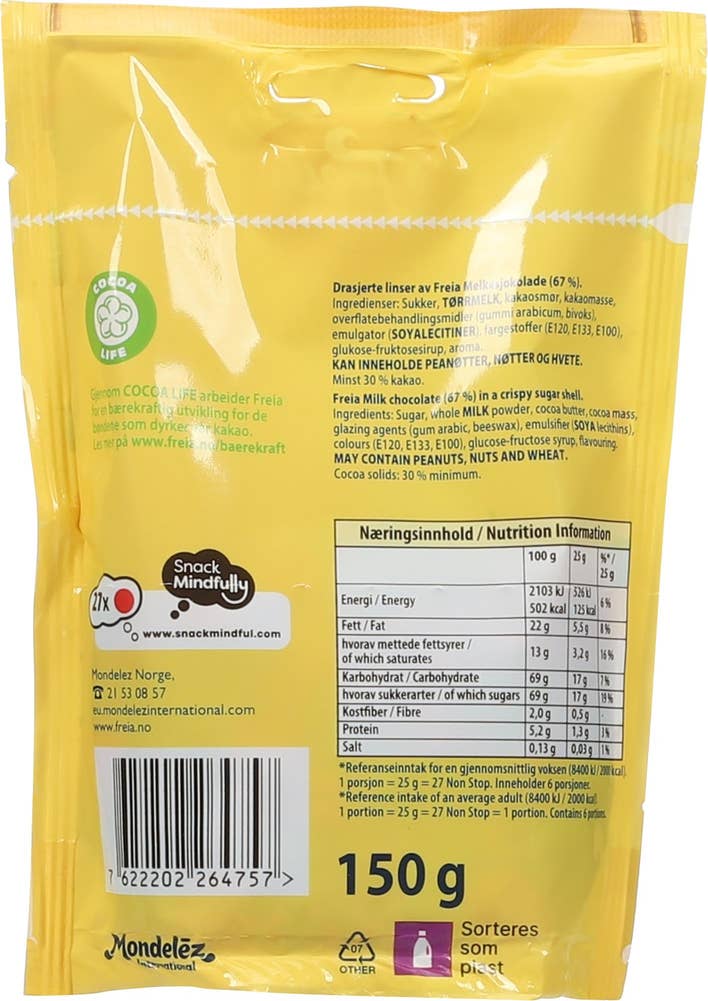 COCOA
LIFE
Gjennom COCOA LIFE arbeider Freia
for en bærekraftig utvikling for de
bøndene som dyrker vår kakao.
Les mer på www.freia.no/baerekraft
Drasjerte linser av Freia Melkesjokolade (67 %).
Ingredienser: Sukker, TØRRMELK, kakaosmør, kakaomasse,
overflatebehandlingsmidler (gummi arabicum, bivoks),
emulgator (SOYALECITINER), fargestoffer (E120, E133, E100),
glukose-fruktosesirup, aroma.
KAN INNEHOLDE PEANØTTER, NØTTER OG HVETE.
Minst 30 % kakao.
Freia Milk chocolate (67 %) in a crispy sugar shell.
Ingredients: Sugar, whole MILK powder, cocoa butter, cocoa mass,
glazing agents (gum arabic, beeswax), emulsifier (SOYA lecithins),
colours (E120, E133, E100), glucose-fructose syrup, flavouring.
MAY CONTAIN PEANUTS, NUTS AND WHEAT.
Cocoa solids: 30 % minimum.
Snack
Mindfully
27x
www.snackmindful.com
Mondelez Norge,
☎ 21 53 08 57
eu.mondelezinternational.com
www.freia.no
Næringsinnhold / Nutrition Information
100 g 25 g %*/ 25 g
Energi / Energy 2103 kJ 502 kcal 526 kJ 125 kcal 6 %
Fett / Fat 22 g 5,5 g 8 %
hvorav mettede fettsyrer /
of which saturates 13 g 3,2 g 16 %
Karbohydrat / Carbohydrate 69 g 17 g 7 %
hvorav sukkerarter / of which sugars 69 g 17 g 19 %
Kostfiber / Fibre 2,0 g 0,5 g -
Protein 5,2 g 1,3 g 3 %
Salt 0,13 g 0,03 g 1 %
*Referanseinntak for en gjennomsnittlig voksen (8400 kJ / 2000 kcal).
1 porsjon = 25 g = 27 Non Stop. Inneholder 6 porsjoner.
*Reference intake of an average adult (8400 kJ / 2000 kcal).
1 portion = 25 g = 27 Non Stop = 1 portion. Contains 6 portions.
7 622202 264757 >
150 g
Mondelēz
International
07
OTHER
Sorteres
som
plast